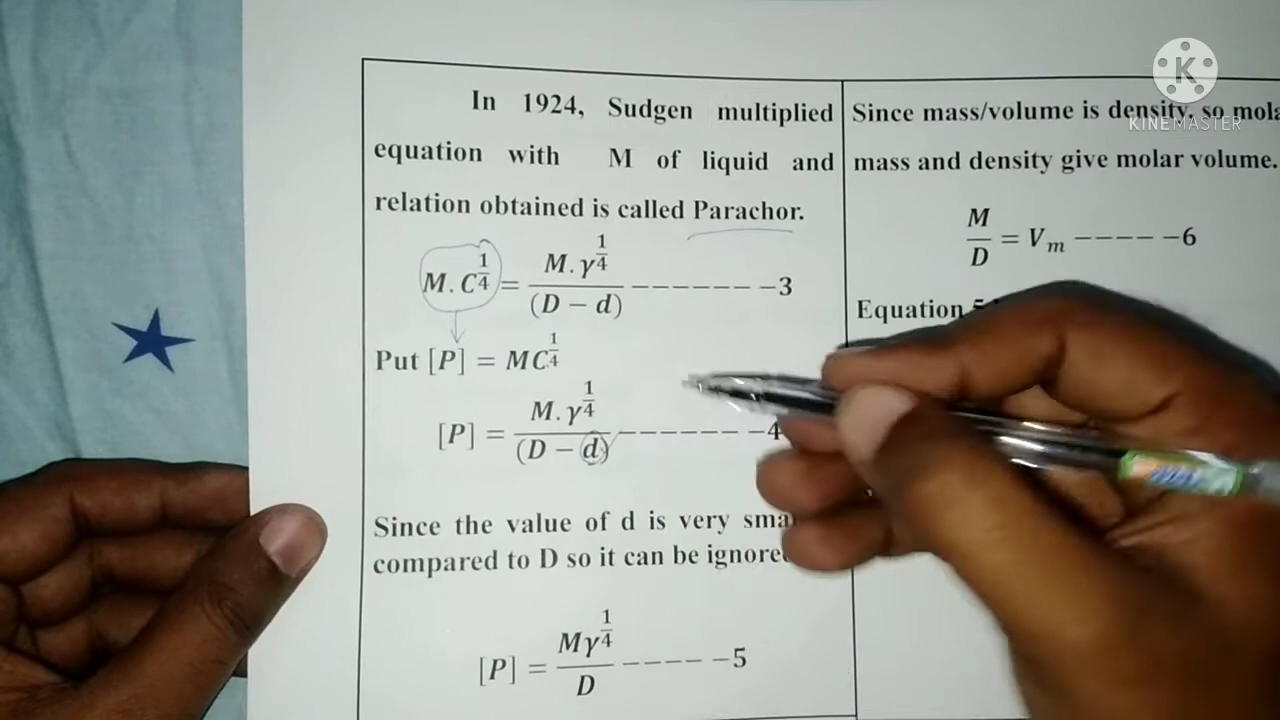 In 1924, Sudgen multiplied
equation with M of liquid and
relation obtained is called Parachor.
M.C^{1/4} = M.γ^{1/4} / (D − d) − − − − − − −3
Put [P] = MC^{1/4}
[P] = M.γ^{1/4} / (D − d) − − − − − − −4
Since the value of d is very
compared to D so it can be
[P] = Mγ^{1/4} / D − − − − −5
Since mass/volume is density, so
mass and density give molar volume.
M / D = V_m − − − − −6
Equation
K
KINEMASTER